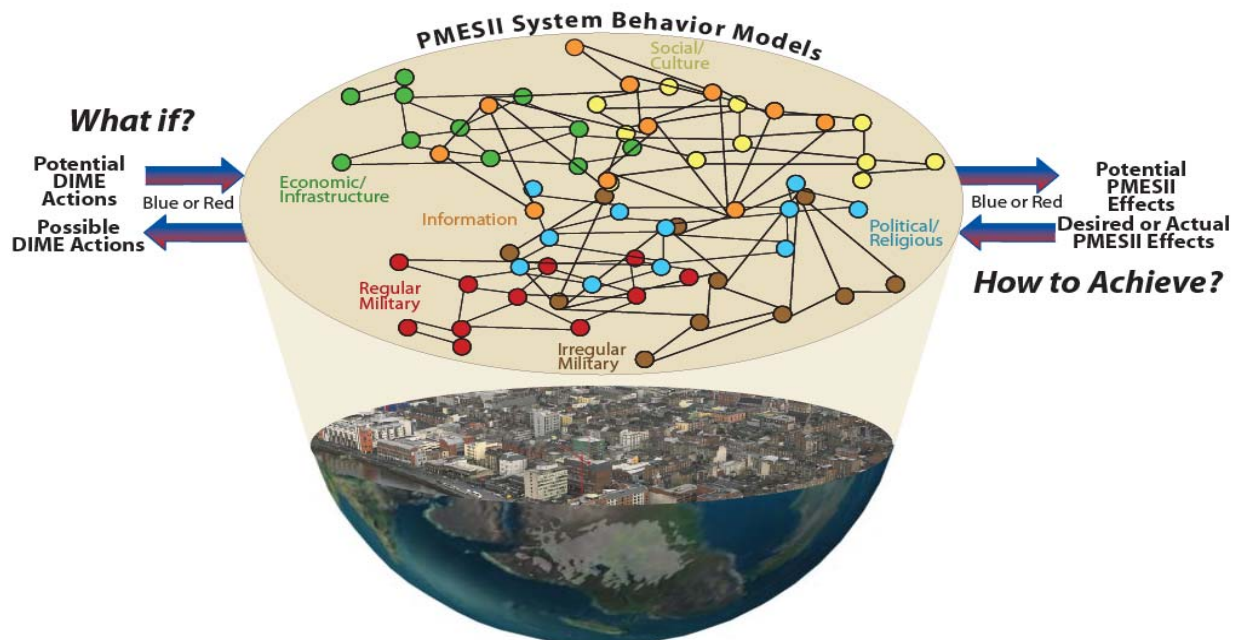 PMESII System Behavior Models
Social/
Culture
What if?
Potential
DIME
Actions
Blue or Red
Possible
DIME Actions
Economic/
Infrastructure
Information
Political/
Religious
Regular
Military
Irregular
Military
Potential
PMESII
Effects
Blue or Red
Desired or Actual
PMESII Effects
How to Achieve?